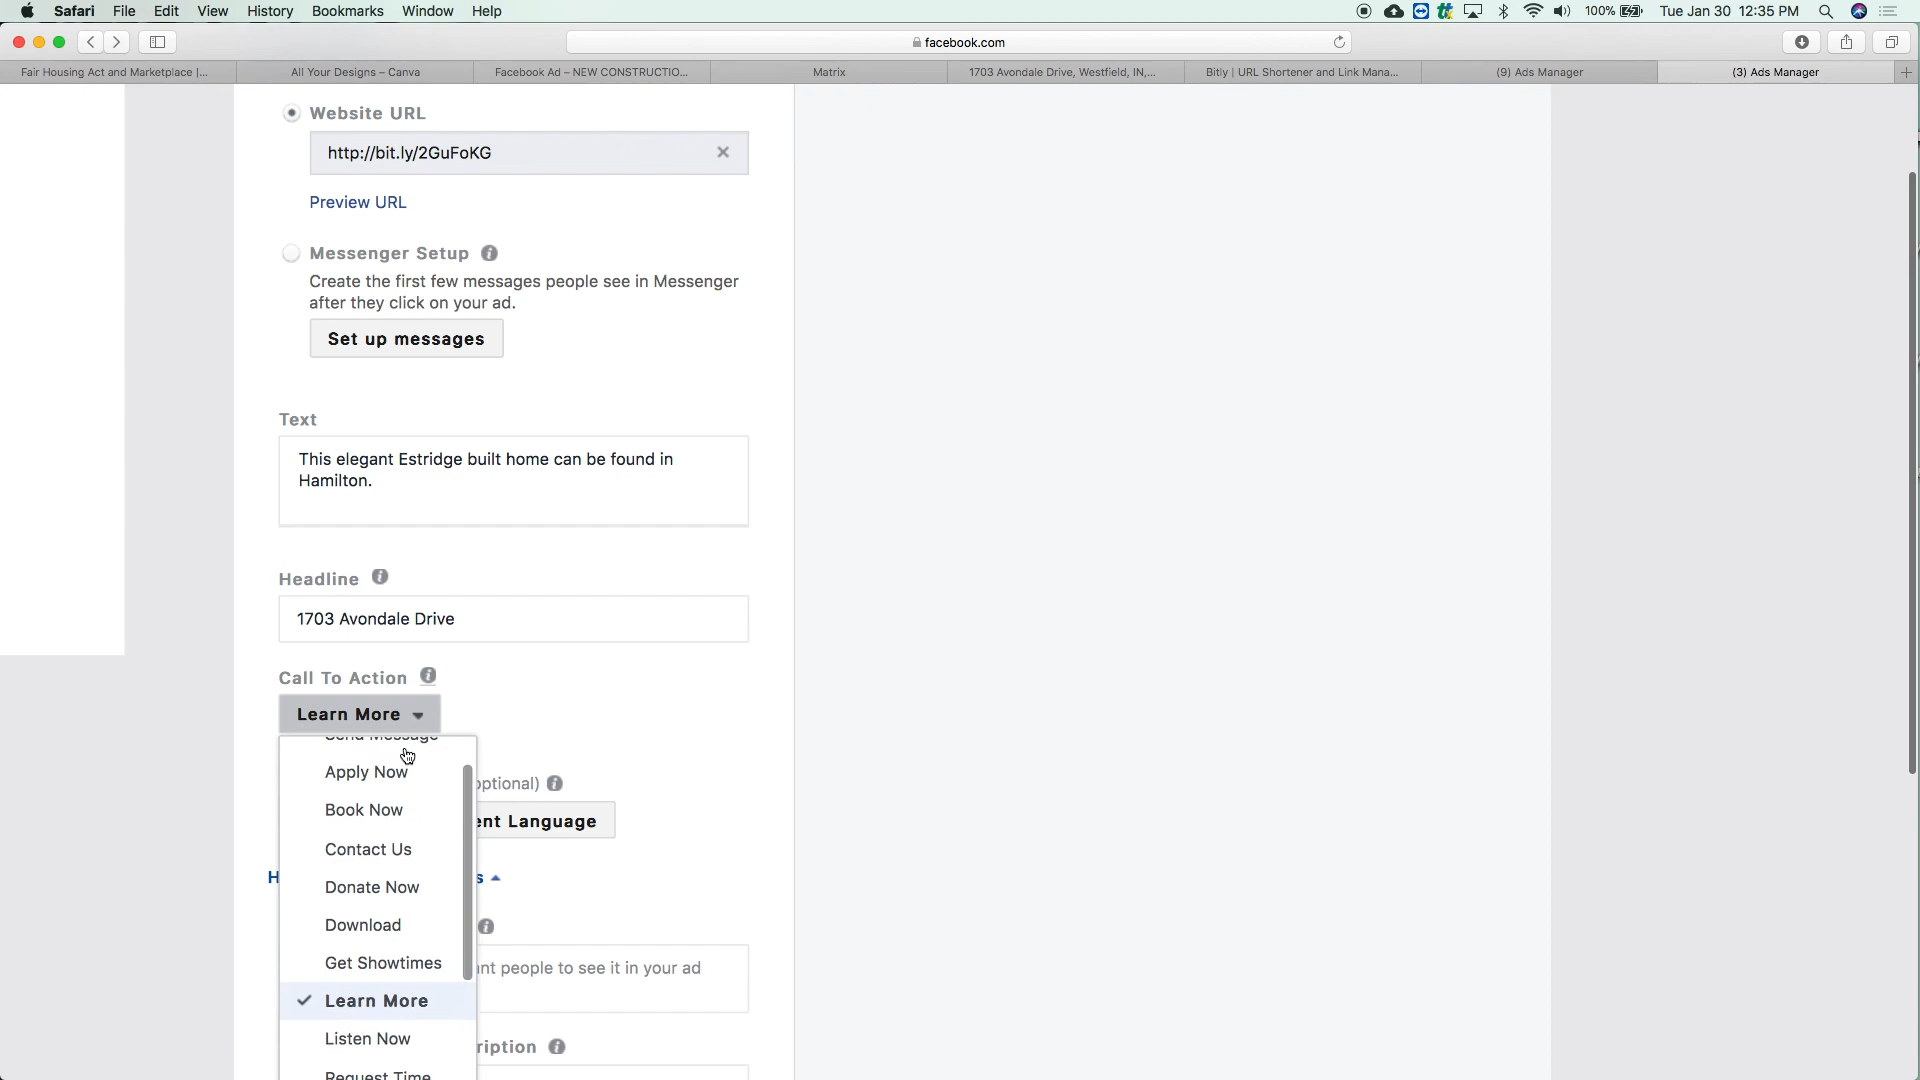 Safari File Edit View History Bookmarks Window Help 100% Tue Jan 30 12:35 PM
facebook.com
Fair Housing Act and Marketplace |... All Your Designs – Canva Facebook Ad – NEW CONSTRUCTIO... Matrix 1703 Avondale Drive, Westfield, IN,... Bitly | URL Shortener and Link Mana... (9) Ads Manager (3) Ads Manager
Website URL
http://bit.ly/2GuFoKG
Preview URL
Messenger Setup
Create the first few messages people see in Messenger
after they click on your ad.
Set up messages
Text
This elegant Estridge built home can be found in
Hamilton.
Headline
1703 Avondale Drive
Call To Action
Learn More
Send Message
Apply Now
optional)
Book Now
ent Language
Contact Us
H s
Donate Now
Download
Get Showtimes
nt people to see it in your ad
Learn More
Listen Now
ription
Request Time